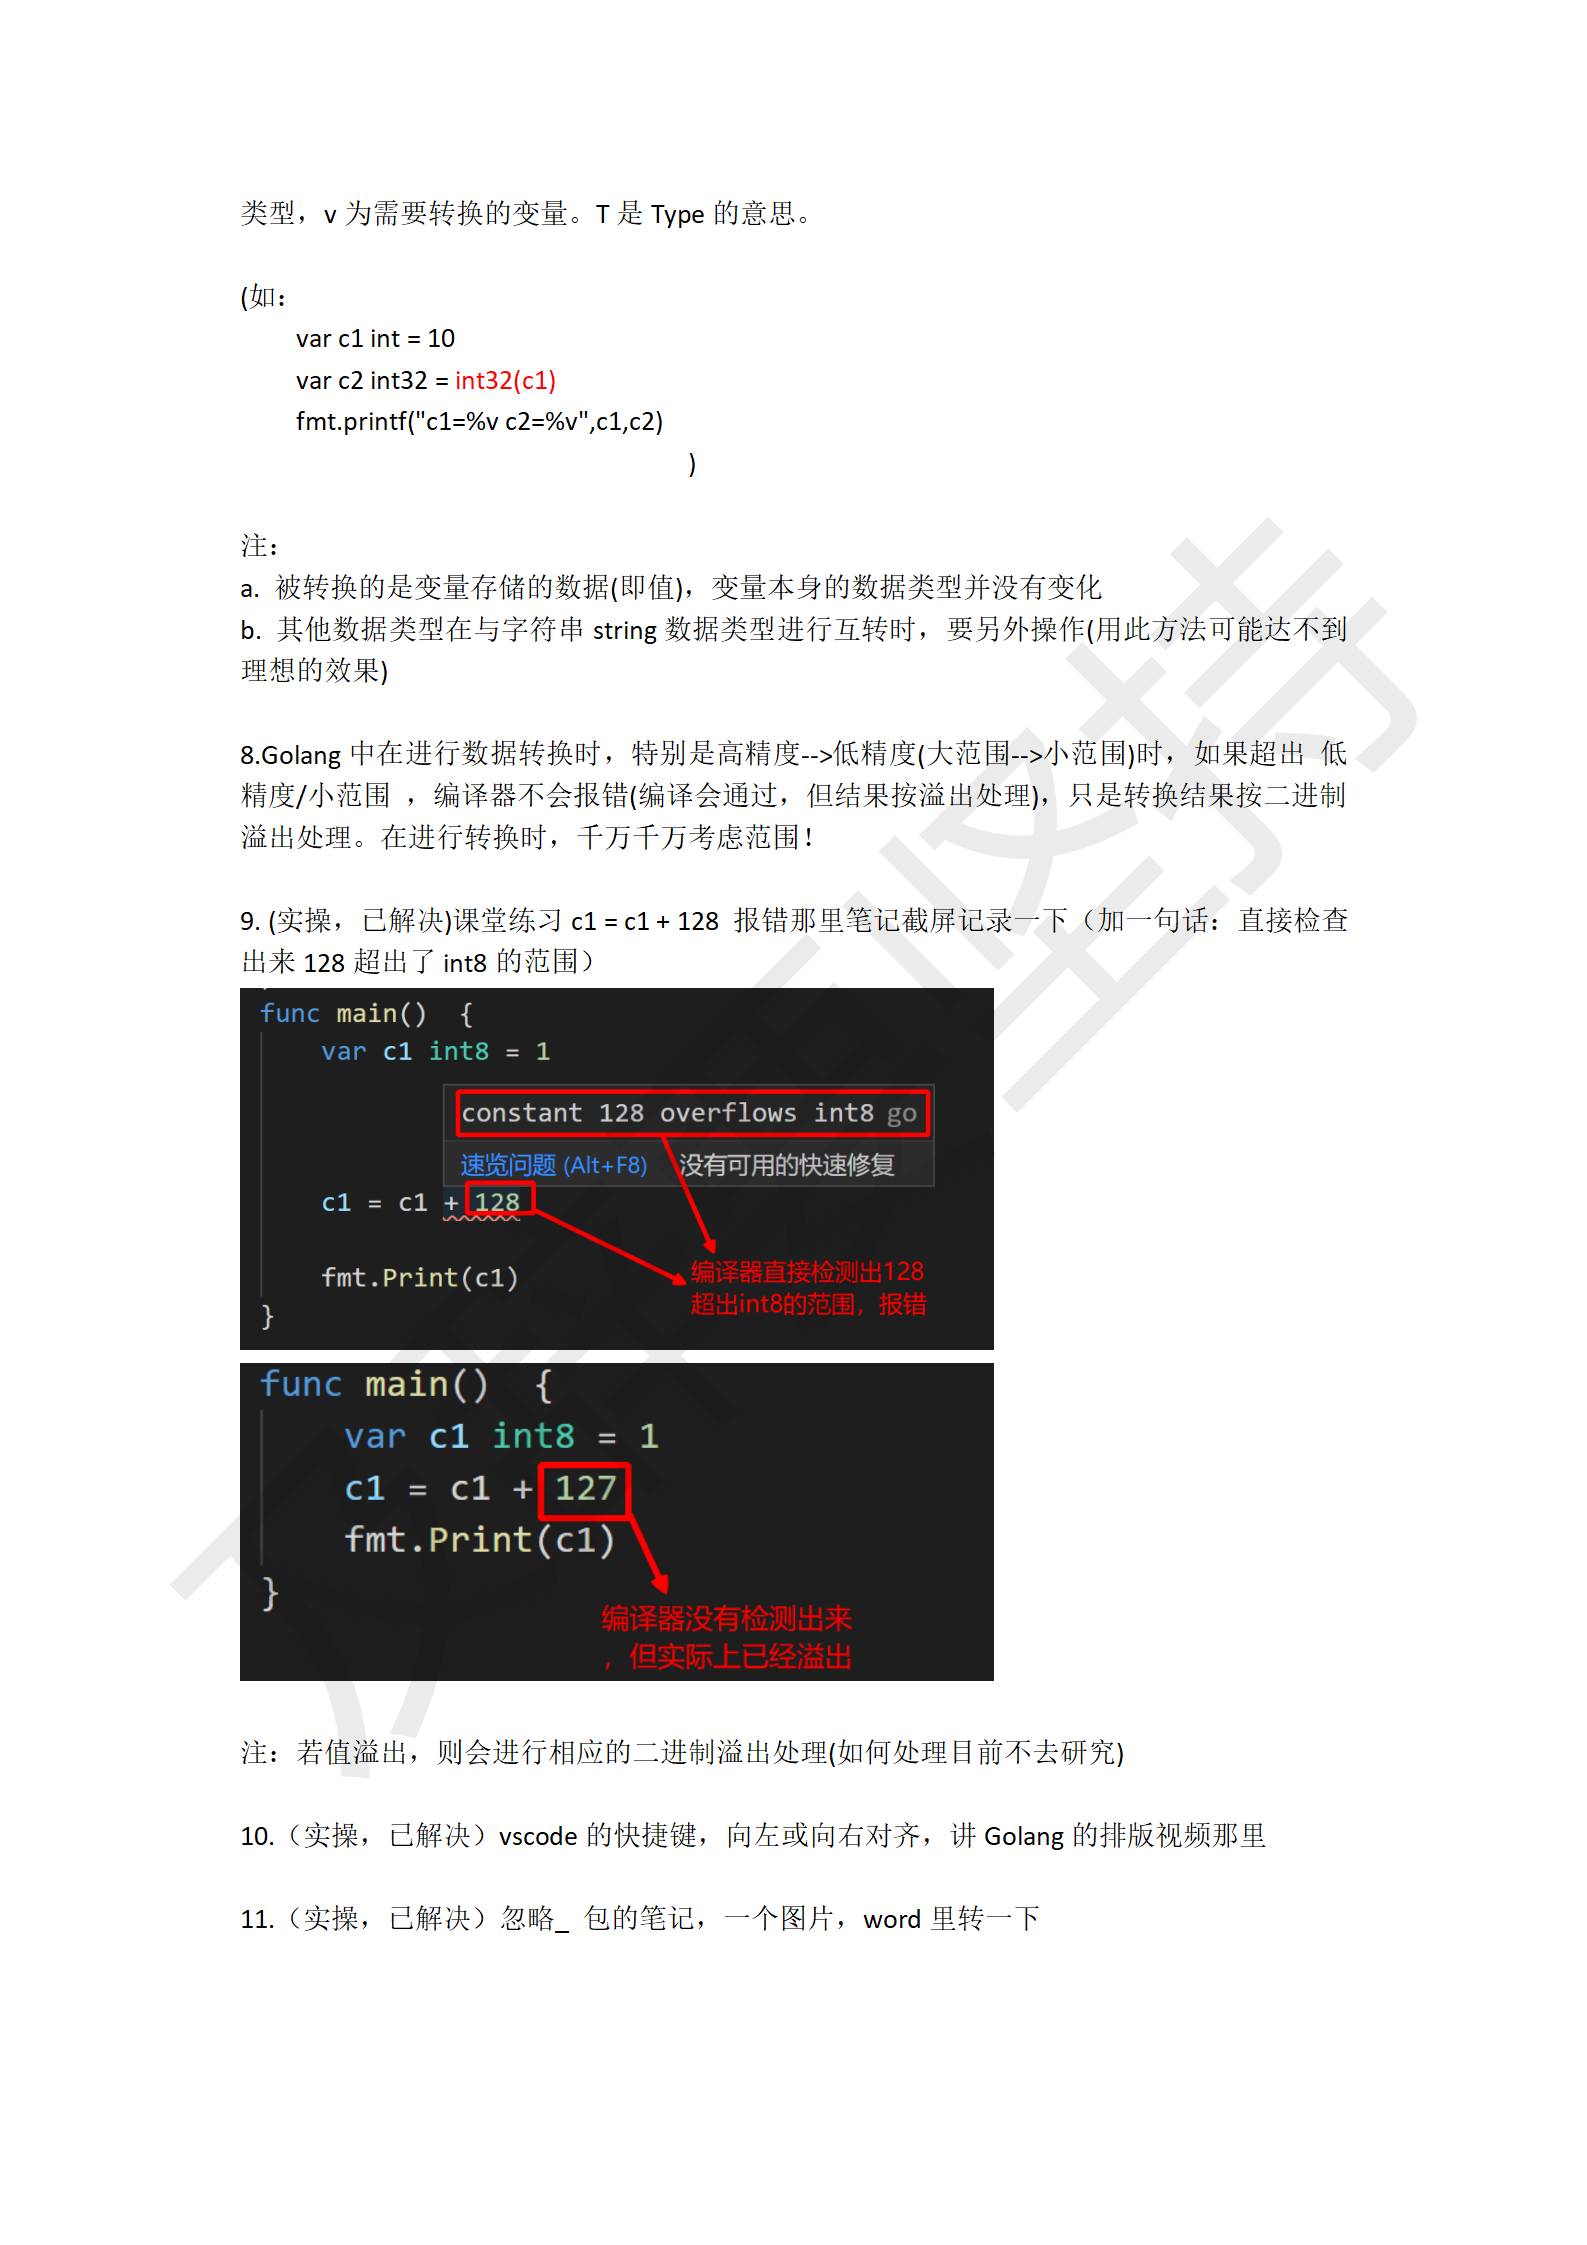 类型，v 为需要转换的变量。T 是 Type 的意思。
(如：
var c1 int = 10
var c2 int32 = int32(c1)
fmt.printf("c1=%v c2=%v",c1,c2)
)
注：
a. 被转换的是变量存储的数据(即值)，变量本身的数据类型并没有变化
b. 其他数据类型在与字符串 string 数据类型进行互转时，要另外操作(用此方法可能达不到
理想的效果)
8.Golang 中在进行数据转换时，特别是高精度-->低精度(大范围-->小范围)时，如果超出 低
精度/小范围 ，编译器不会报错(编译会通过，但结果按溢出处理)，只是转换结果按二进制
溢出处理。在进行转换时，千万千万考虑范围！
9. (实操，已解决)课堂练习 c1 = c1 + 128 报错那里笔记截屏记录一下（加一句话：直接检查
出来 128 超出了 int8 的范围）
func main() {
var c1 int8 = 1
constant 128 overflows int8 go
速览问题 (Alt+F8) 没有可用的快速修复
c1 = c1 + 128
编译器直接检测出128
fmt.Print(c1)
超出int8的范围，报错
}
func main() {
var c1 int8 = 1
c1 = c1 + 127
fmt.Print(c1)
}
编译器没有检测出来
，但实际上已经溢出
注：若值溢出，则会进行相应的二进制溢出处理(如何处理目前不去研究)
10.（实操，已解决）vscode 的快捷键，向左或向右对齐，讲 Golang 的排版视频那里
11.（实操，已解决）忽略_ 包的笔记，一个图片，word 里转一下